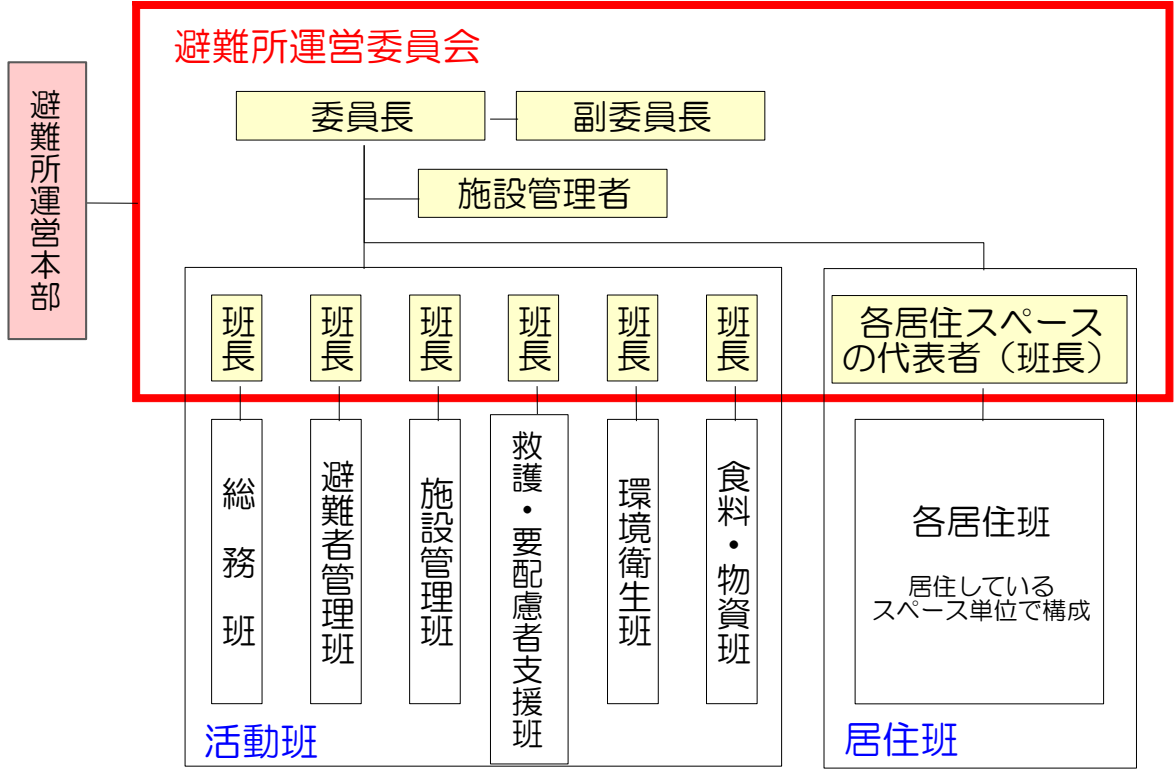 避難所運営委員会
避難所運営本部
委員長
副委員長
施設管理者
班長
班長
班長
班長
班長
班長
各居住スペース
の代表者（班長）
総務班
避難者管理班
施設管理班
救護・要配慮者支援班
環境衛生班
食料・物資班
各居住班
居住している
スペース単位で構成
活動班
居住班